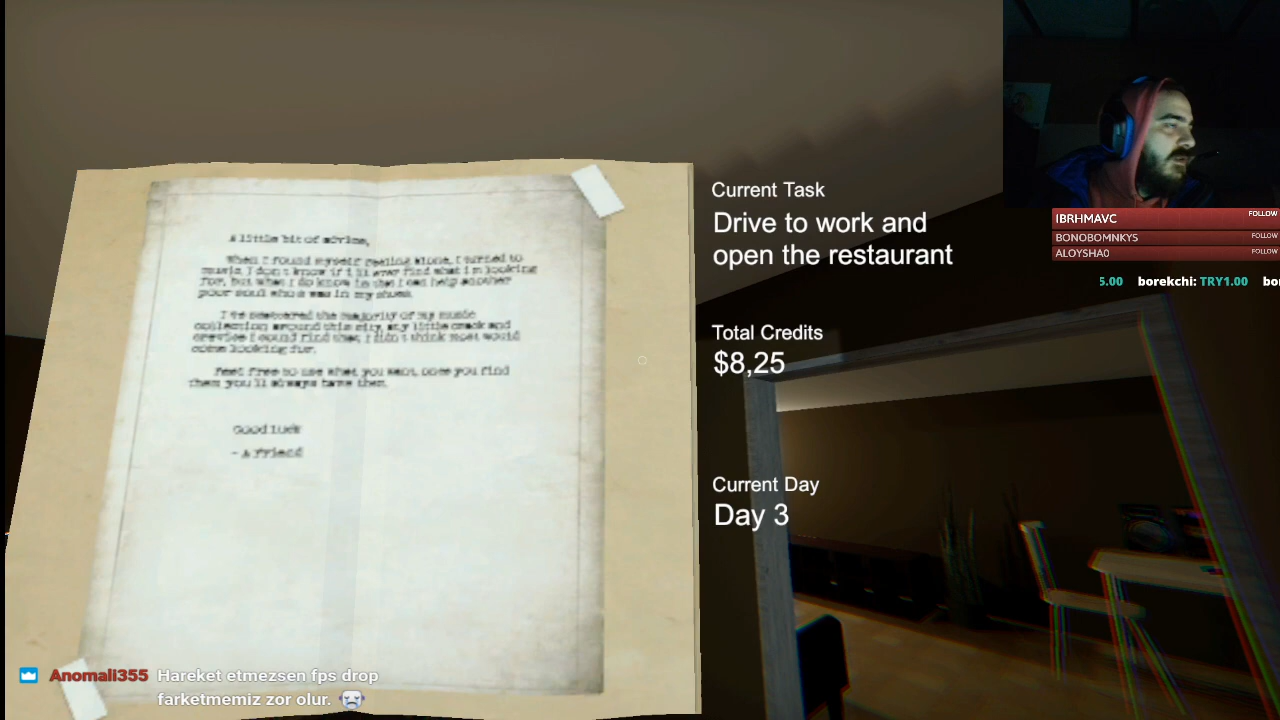 A little bit of advice,
When I found myself feeling alone, I turned to
music, I don't know if I'll ever find what I'm looking
for, but what I do know is that I can help another
poor soul who's was in my shoes.
I've scattered the majority of my music
collection around this city, any little crack and
crevice I could find that I didn't think most would
come looking for.
Feel free to use what you want, once you find
them you'll always have them.
Good luck
- A Friend
Current Task
Drive to work and
open the restaurant
Total Credits
$8,25
Current Day
Day 3
IBRHMAVC FOLLOW
BONOBOMNKYS FOLLOW
ALOYSHA0 FOLLOW
5.00 borekchi: TRY1.00 bo
Anomali355 Hareket etmezsen fps drop
farketmemiz zor olur.